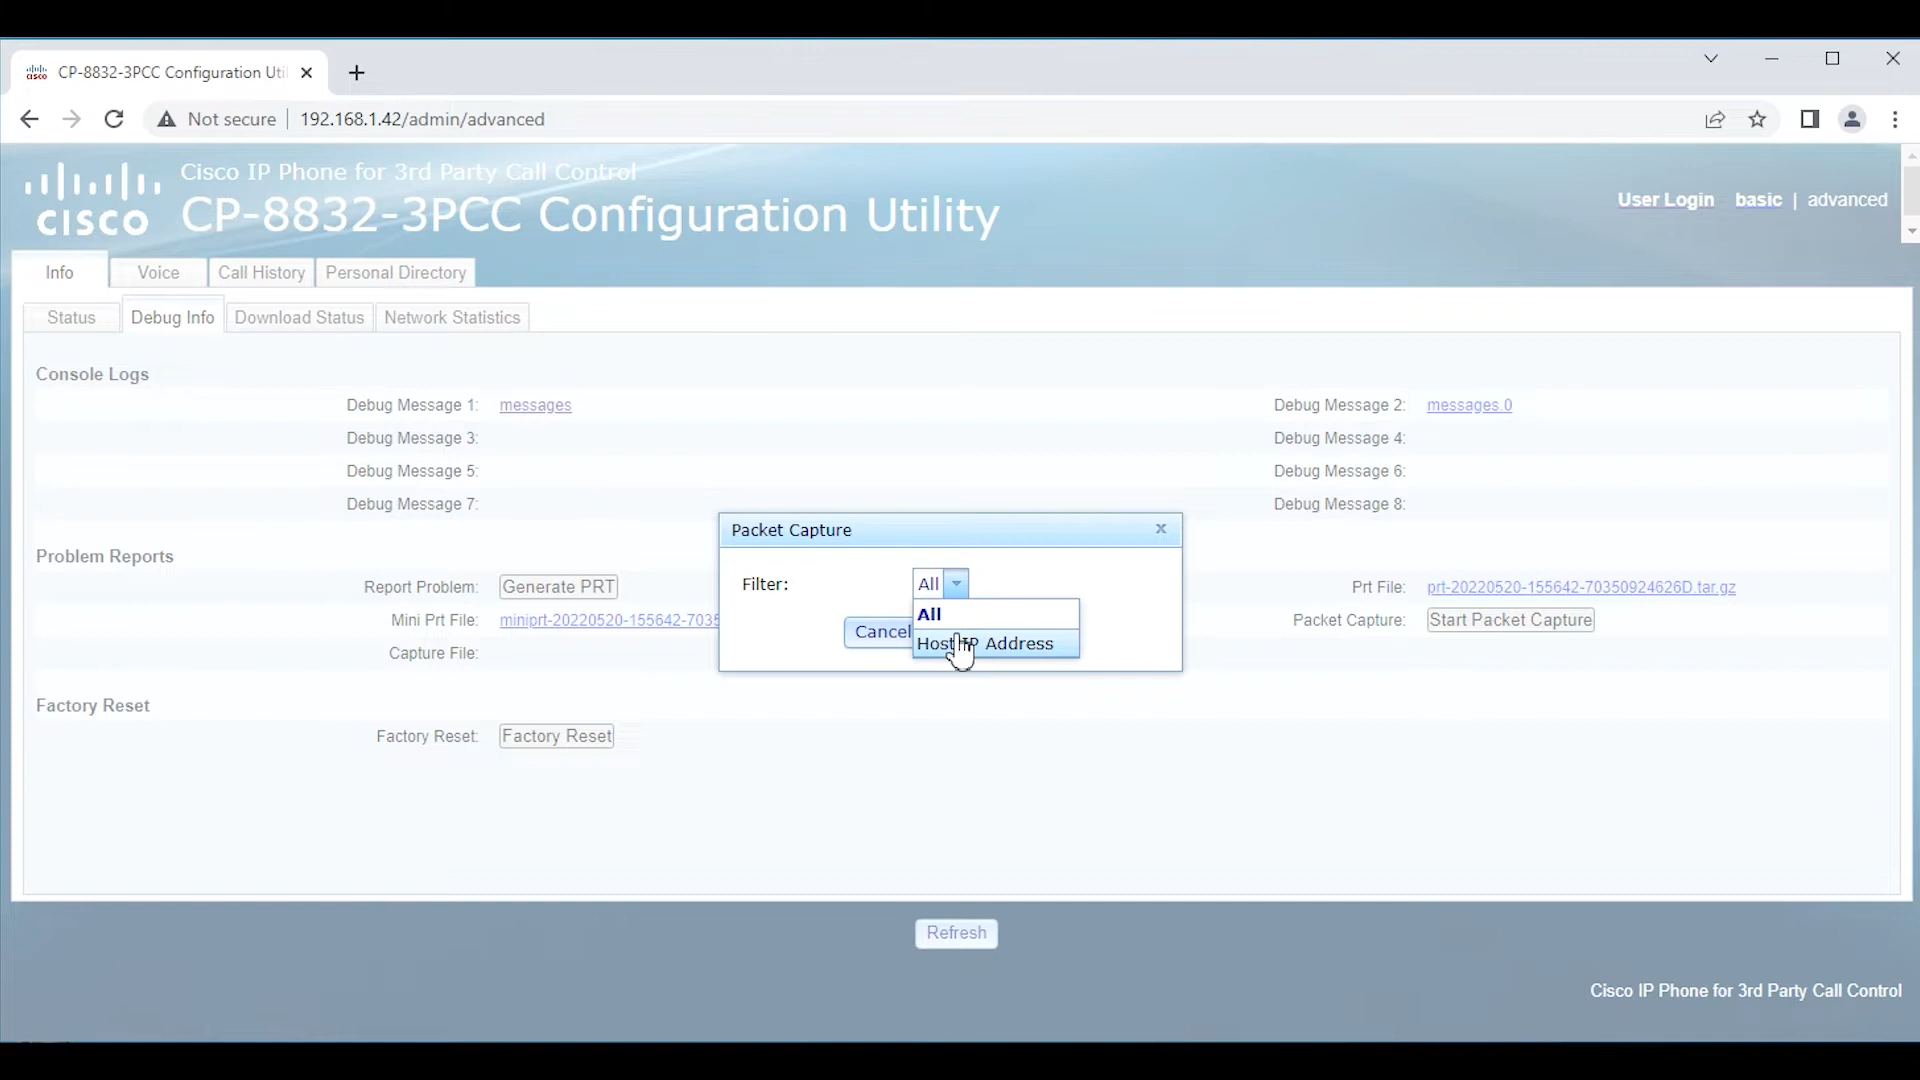 CP-8832-3PCC Configuration Uti
Not secure
192.168.1.42/admin/advanced
Cisco IP Phone for 3rd Party Call Control
CISCO
CP-8832-3PCC Configuration Utility
User Login
basic | advanced
Info
Voice
Call History
Personal Directory
Status
Debug Info
Download Status
Network Statistics
Console Logs
Debug Message 1: messages
Debug Message 2: messages.0
Debug Message 3:
Debug Message 4:
Debug Message 5:
Debug Message 6:
Debug Message 7:
Debug Message 8:
Packet Capture
Filter: All
All
Host IP Address
Cancel
Problem Reports
Report Problem: Generate PRT
Prt File: prt-20220520-155642-70350924626D.tar.gz
Mini Prt File: miniprt-20220520-155642-7035
Packet Capture: Start Packet Capture
Capture File:
Factory Reset
Factory Reset: Factory Reset
Refresh
Cisco IP Phone for 3rd Party Call Control